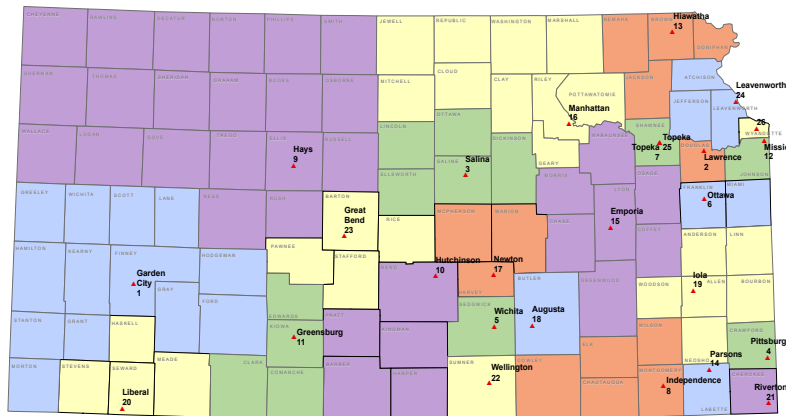 CHEYENNE RAWLINS DECATUR NORTON PHILLIPS SMITH JEWELL REPUBLIC WASHINGTON MARSHALL NEMAHA BROWN DONIPHAN
Hiawatha
13
SHERMAN THOMAS SHERIDAN GRAHAM ROOKS OSBORNE MITCHELL CLOUD CLAY RILEY POTTAWATOMIE JACKSON ATCHISON
JEFFERSON LEAVENWORTH
Leavenworth
24
Manhattan
16
26
WYANDOTTE
WALLACE LOGAN GOVE TREGO ELLIS RUSSELL LINCOLN OTTAWA DICKINSON GEARY WABAUNSEE SHAWNEE DOUGLAS JOHNSON
Hays
9
ELLSWORTH SALINE MORRIS
Salina
3
Topeka
Topeka 25
7
Lawrence
2
Missi
12
GREELEY WICHITA SCOTT LANE NESS RUSH BARTON RICE MCPHERSON MARION CHASE LYON OSAGE FRANKLIN MIAMI
Great
Bend
23
Emporia
15
Ottawa
6
HAMILTON KEARNY FINNEY HODGEMAN PAWNEE STAFFORD RENO HARVEY BUTLER GREENWOOD COFFEY ANDERSON LINN
Garden
City
1
Hutchinson
10
Newton
17
GRAY FORD EDWARDS SEDGWICK WOODSON ALLEN BOURBON
Iola
19
STANTON GRANT HASKELL KIOWA PRATT KINGMAN ELK WILSON NEOSHO CRAWFORD
Greensburg
11
Wichita
5
Augusta
18
Pittsburg
4
MORTON STEVENS SEWARD MEADE CLARK COMANCHE BARBER HARPER SUMNER COWLEY CHAUTAUQUA MONTGOMERY LABETTE CHEROKEE
Liberal
20
Wellington
22
Independence
8
Parsons
14
Riverton
21